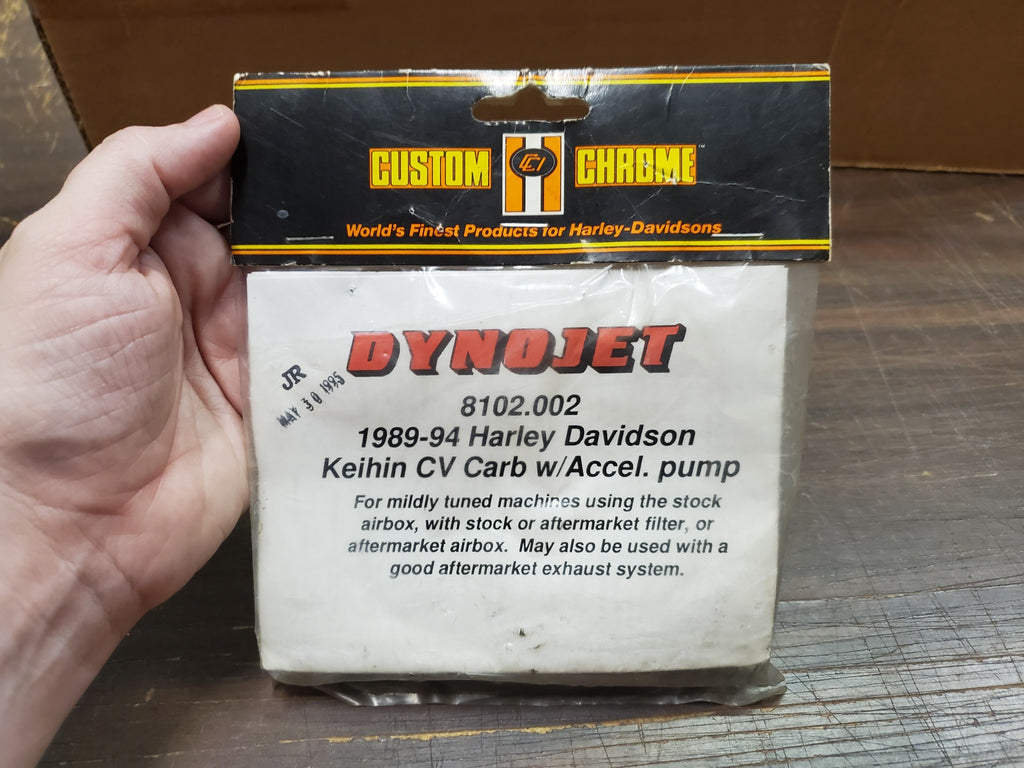 CUSTOM CCI CHROME™
World's Finest Products for Harley-Davidsons
DYNOJET
JR
MAY 30 1995
8102.002
1989-94 Harley Davidson
Keihin CV Carb w/Accel. pump
For mildly tuned machines using the stock
airbox, with stock or aftermarket filter, or
aftermarket airbox. May also be used with a
good aftermarket exhaust system.